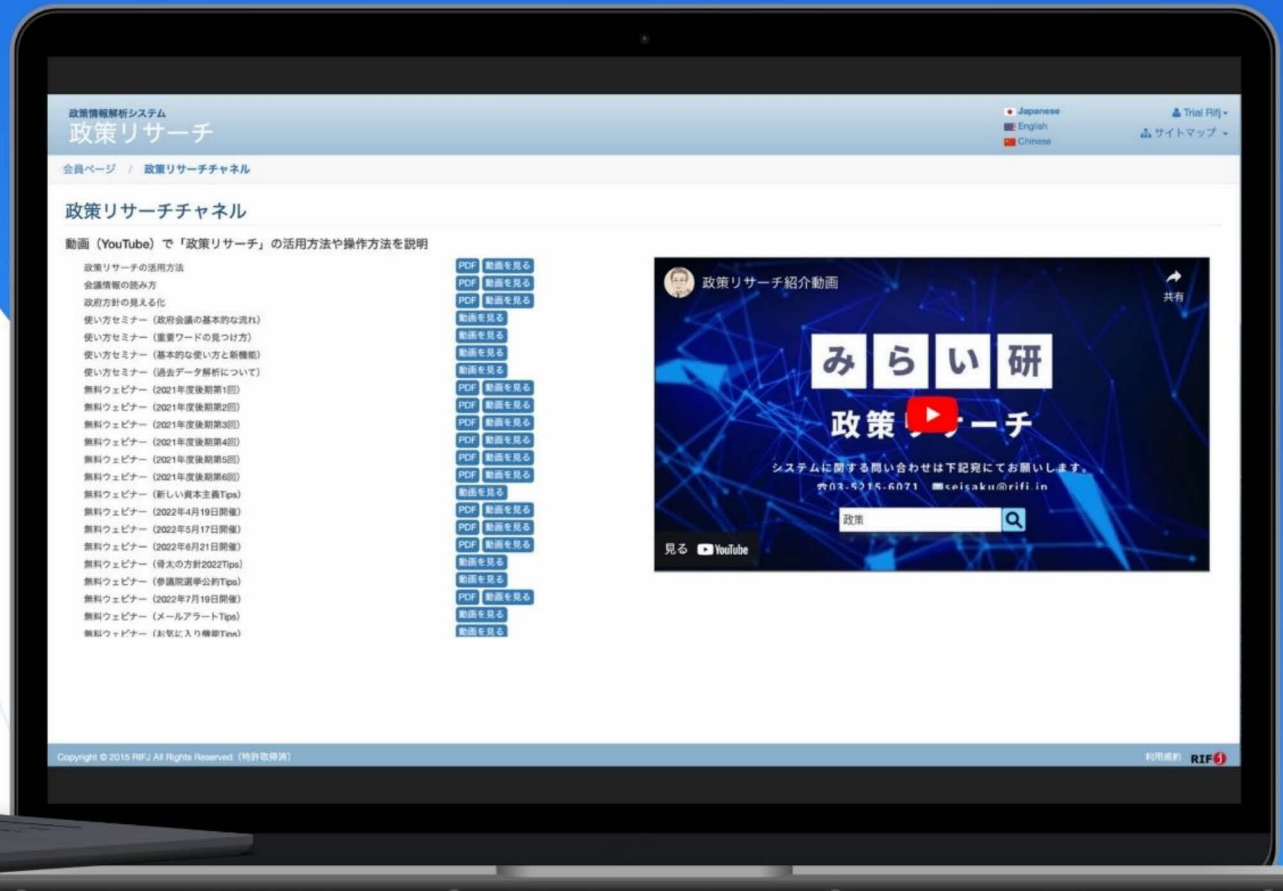 政策情報解析システム
政策リサーチ
Japanese
English
Chinese
Trial Rifj
サイトマップ
会員ページ / 政策リサーチチャネル
政策リサーチチャネル
動画（YouTube）で「政策リサーチ」の活用方法や操作方法を説明
政策リサーチの活用方法 PDF 動画を見る
会議情報の読み方 PDF 動画を見る
政府方針の見える化 PDF 動画を見る
使い方セミナー（政府会議の基本的な流れ） 動画を見る
使い方セミナー（重要ワードの見つけ方） 動画を見る
使い方セミナー（基本的な使い方と新機能） 動画を見る
使い方セミナー（過去データ解析について） 動画を見る
無料ウェビナー（2021年度後期第1回） PDF 動画を見る
無料ウェビナー（2021年度後期第2回） PDF 動画を見る
無料ウェビナー（2021年度後期第3回） PDF 動画を見る
無料ウェビナー（2021年度後期第4回） PDF 動画を見る
無料ウェビナー（2021年度後期第5回） PDF 動画を見る
無料ウェビナー（2021年度後期第6回） PDF 動画を見る
無料ウェビナー（新しい資本主義Tips） 動画を見る
無料ウェビナー（2022年4月19日開催） PDF 動画を見る
無料ウェビナー（2022年5月17日開催） PDF 動画を見る
無料ウェビナー（2022年6月21日開催） PDF 動画を見る
無料ウェビナー（骨太の方針2022Tips） 動画を見る
無料ウェビナー（参議院選挙公約Tips） 動画を見る
無料ウェビナー（2022年7月19日開催） PDF 動画を見る
無料ウェビナー（メールアラートTips） 動画を見る
無料ウェビナー（お気に入り機能Tips） 動画を見る
政策リサーチ紹介動画
共有
みらい研
政策リサーチ
システムに関する問い合わせは下記宛にてお願いします。
☎03-5215-6071 ✉seisaku@rifj.jp
政策
見る YouTube
Copyright © 2015 RIFJ All Rights Reserved（特許取得済）
利用規約 RIFJ